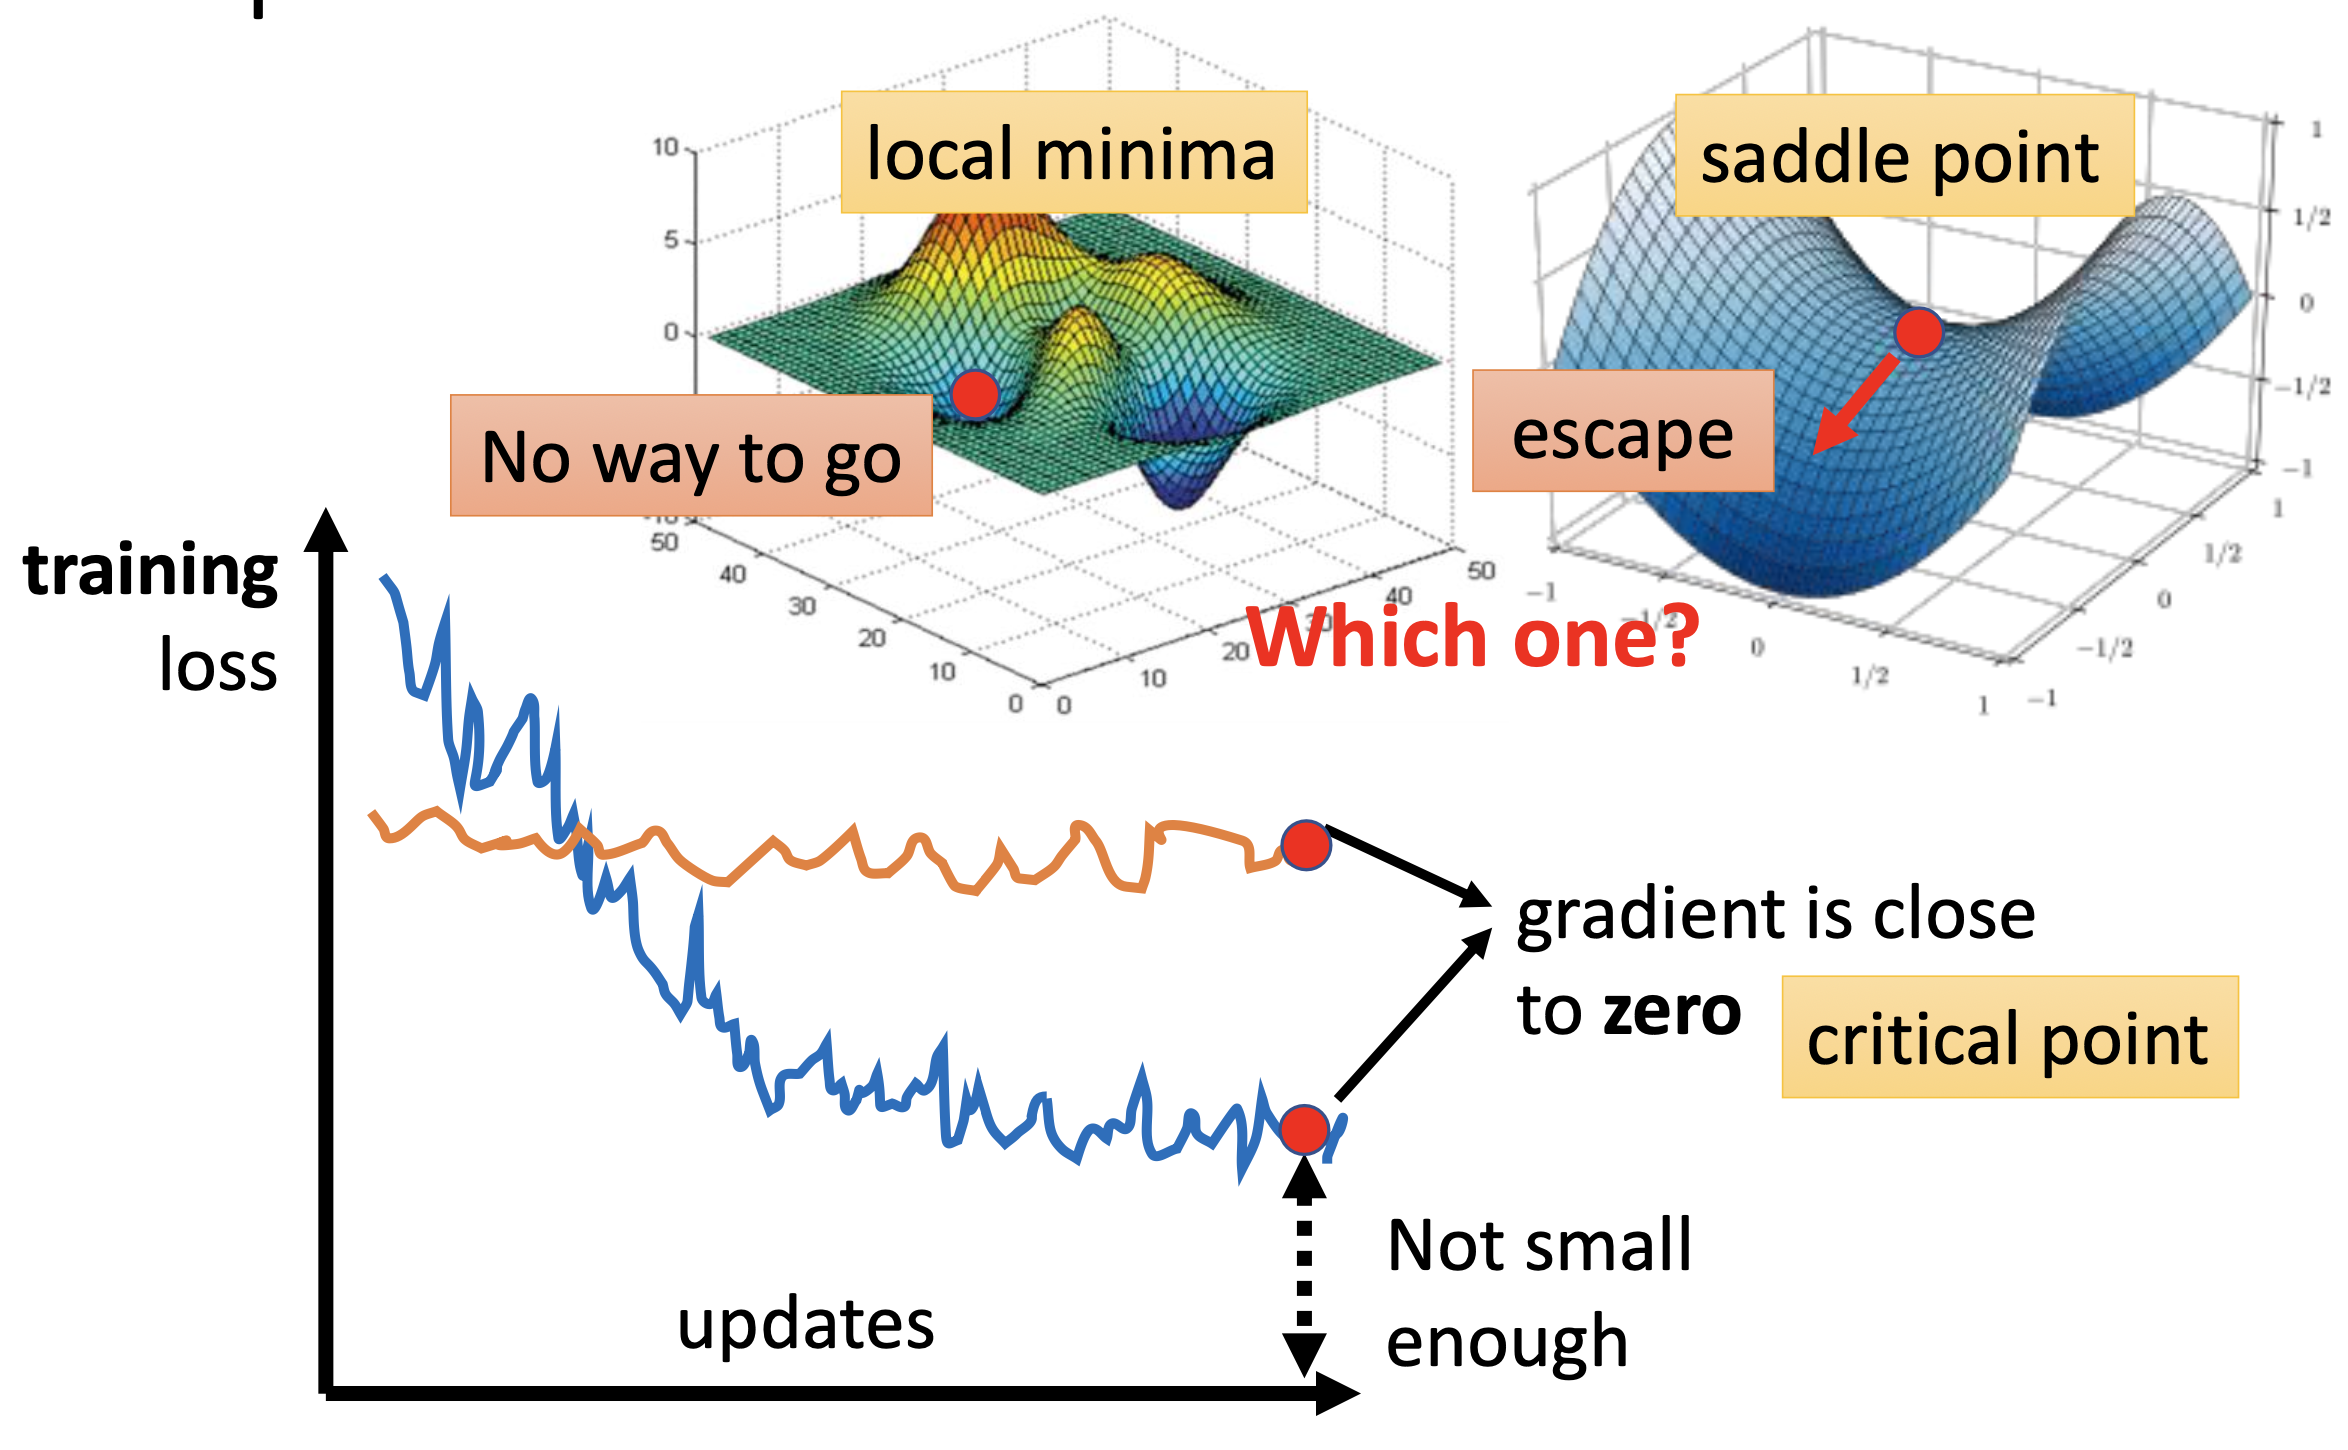 local minima
saddle point
10
5
0
No way to go
escape
1
1/2
0
-1/2
-1
50
40
30
20
10
0
0
10
20
30
40
50
-1
-1/2
0
1/2
1
-1
-1/2
0
1/2
1
Which one?
training
loss
gradient is close
to zero
critical point
Not small
enough
updates